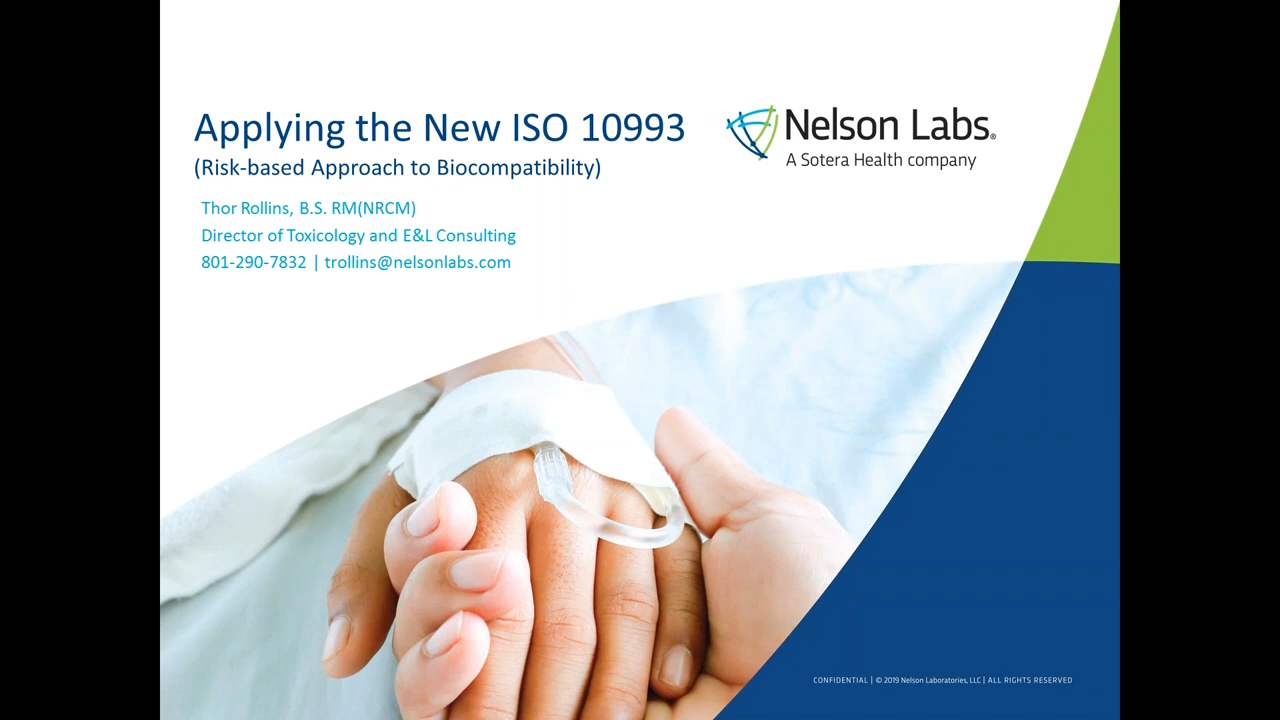 Applying the New ISO 10993
(Risk-based Approach to Biocompatibility)
Thor Rollins, B.S. RM(NRCM)
Director of Toxicology and E&L Consulting
801-290-7832 | trollins@nelsonlabs.com
Nelson Labs®
A Sotera Health company
CONFIDENTIAL | © 2019 Nelson Laboratories, LLC | ALL RIGHTS RESERVED